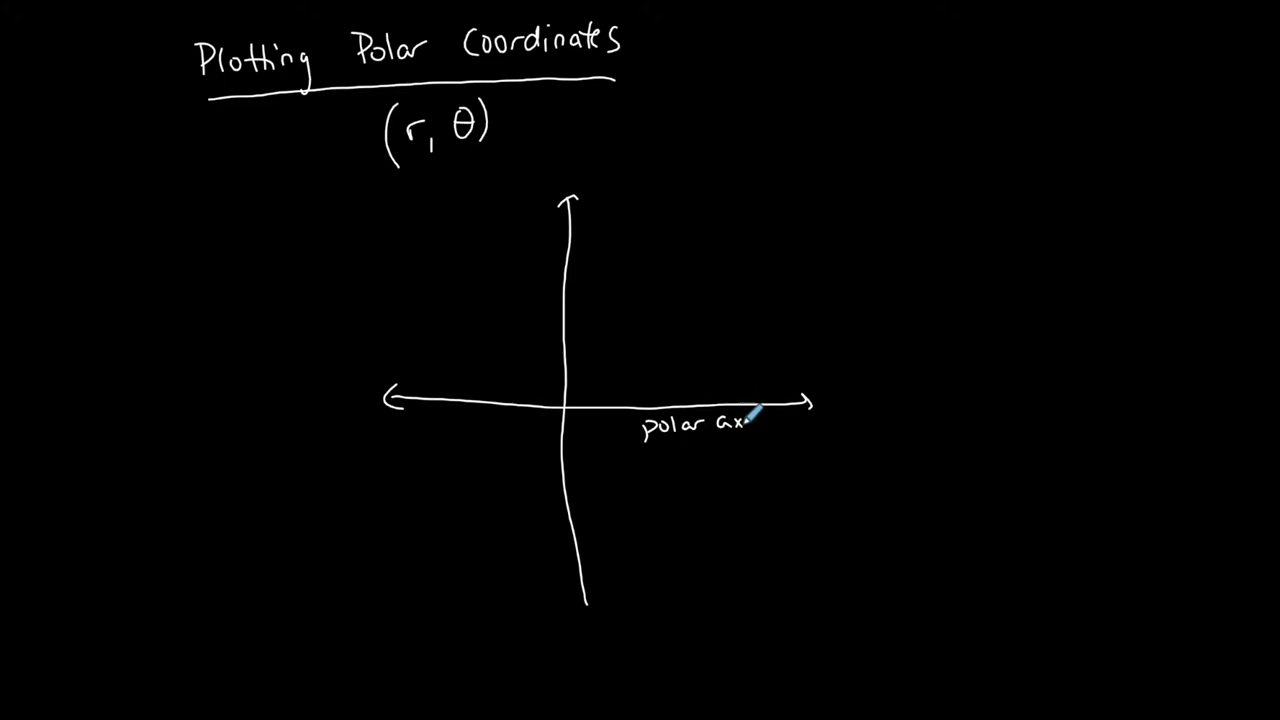 Plotting Polar Coordinates
(r, θ)
polar ax